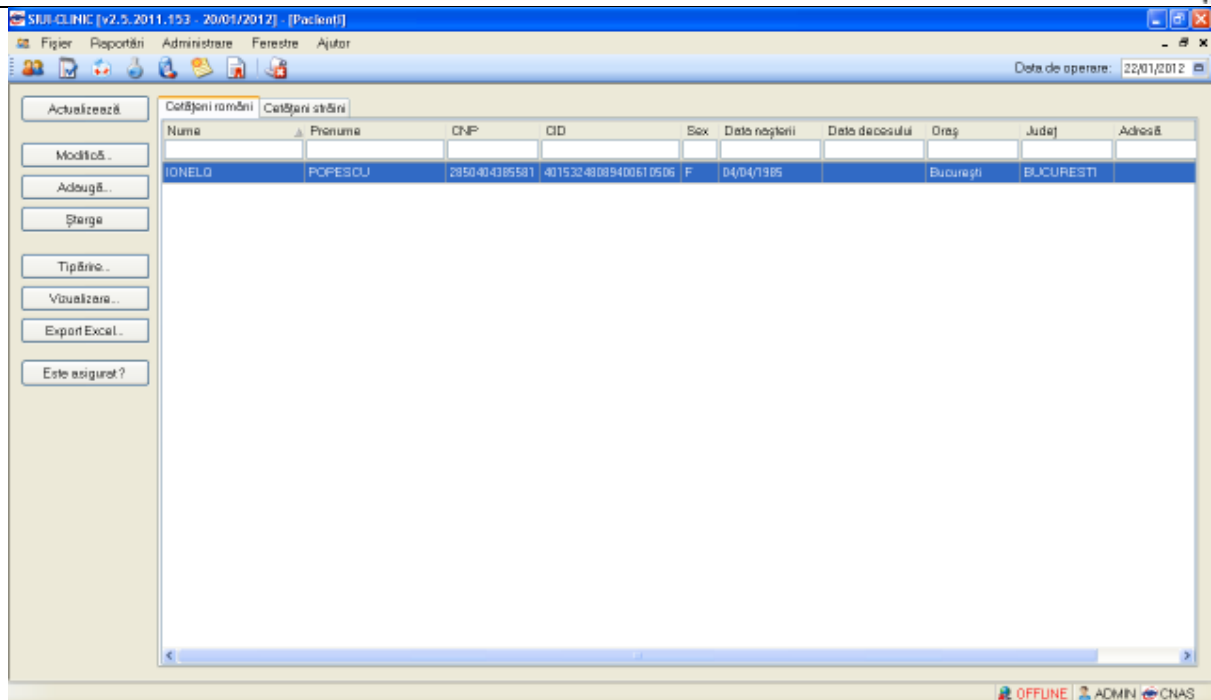 SIUI-CLINIC [v2.5.2011.153 - 20/01/2012] - [Pacienți]
Fișier Raportări Administrare Ferestre Ajutor
Data de operare: 22/01/2012
Actualizează
Cetățeni români Cetățeni străini
Nume Prenume CNP CID Sex Data nașterii Data decesului Oraș Județ Adresă
Modifică...
IONELQ POPESCU 2850404385581 40153248089400610506 F 04/04/1985 București BUCURESTI
Adaugă...
Șterge
Tipărire...
Vizualizare...
Export Excel...
Este asigurat?
OFFLINE ADMIN CNAS